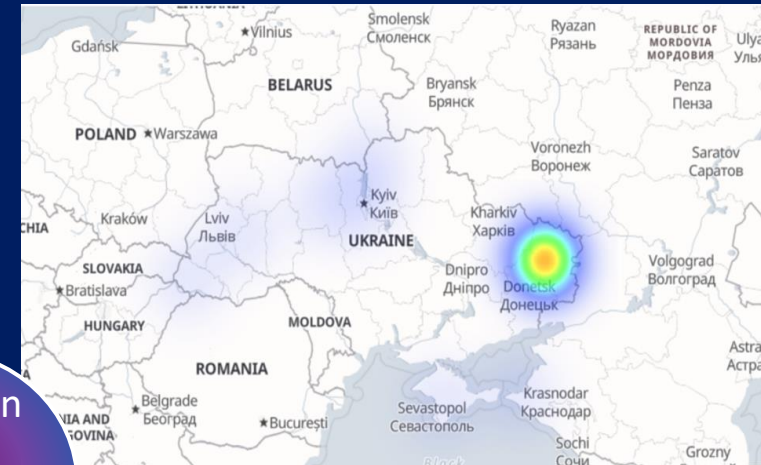 Smolensk
Смоленск
Ryazan
Рязань
REPUBLIC OF
MORDOVIA
МОРДОВИЯ
Gdańsk
Vilnius
BELARUS
Bryansk
Брянск
Penza
Пенза
POLAND
Warszawa
Voronezh
Воронеж
Saratov
Саратов
Kyiv
Київ
Kraków
Lviv
Львів
Kharkiv
Харків
UKRAINE
SLOVAKIA
Bratislava
Dnipro
Дніпро
Donetsk
Донецьк
Volgograd
Волгоград
HUNGARY
MOLDOVA
ROMANIA
Belgrade
Београд
București
Sevastopol
Севастополь
Krasnodar
Краснодар
Sochi
Сочи
Grozny
Black